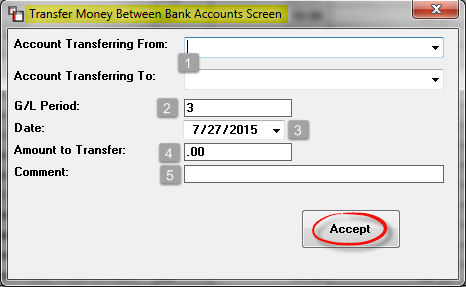 Transfer Money Between Bank Accounts Screen
Account Transferring From:
1
Account Transferring To:
G/L Period: 2 3
Date: 7/27/2015 3
Amount to Transfer: 4 .00
Comment: 5
Accept